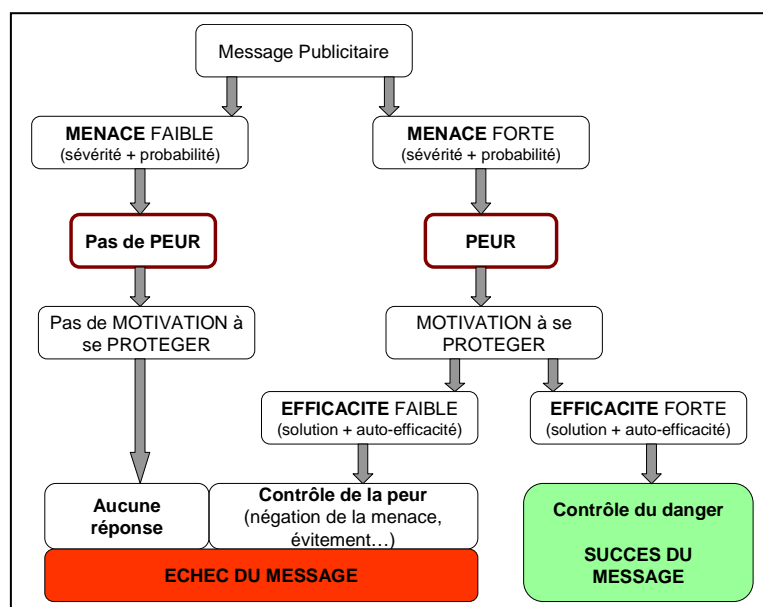 Message Publicitaire
MENACE FAIBLE
(sévérité + probabilité)
MENACE FORTE
(sévérité + probabilité)
Pas de PEUR
PEUR
Pas de MOTIVATION à
se PROTEGER
MOTIVATION à se
PROTEGER
EFFICACITE FAIBLE
(solution + auto-efficacité)
EFFICACITE FORTE
(solution + auto-efficacité)
Aucune
réponse
Contrôle de la peur
(négation de la menace,
évitement…)
Contrôle du danger
SUCCES DU
MESSAGE
ECHEC DU MESSAGE